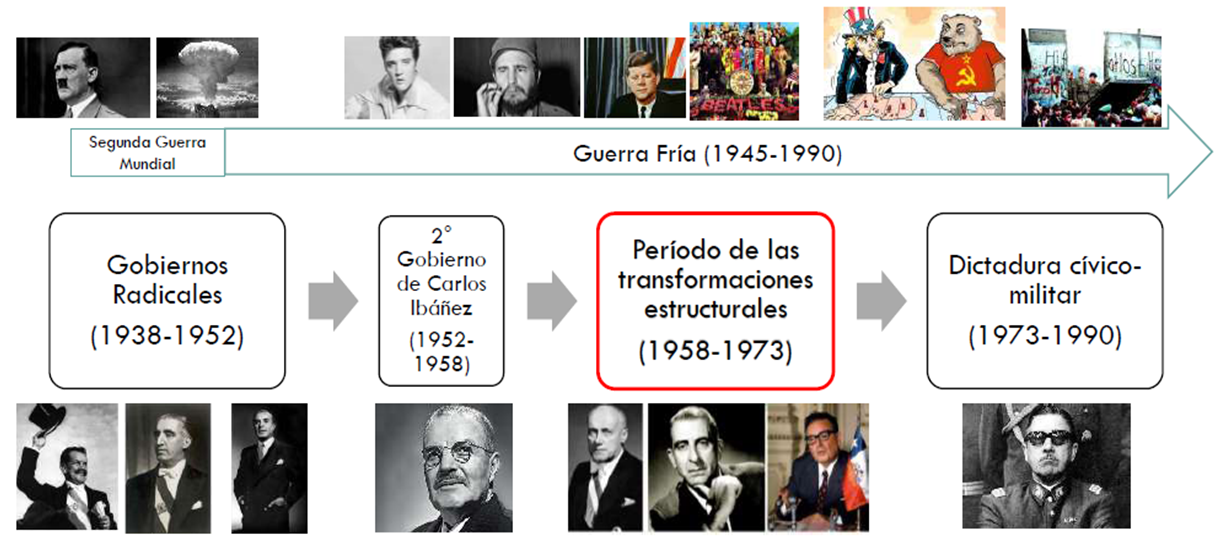 BEATLES
Segunda Guerra
Mundial
Guerra Fría (1945-1990)
Gobiernos
Radicales
(1938-1952)
2°
Gobierno
de Carlos
Ibáñez
(1952-
1958)
Período de las
transformaciones
estructurales
(1958-1973)
Dictadura cívico-
militar
(1973-1990)